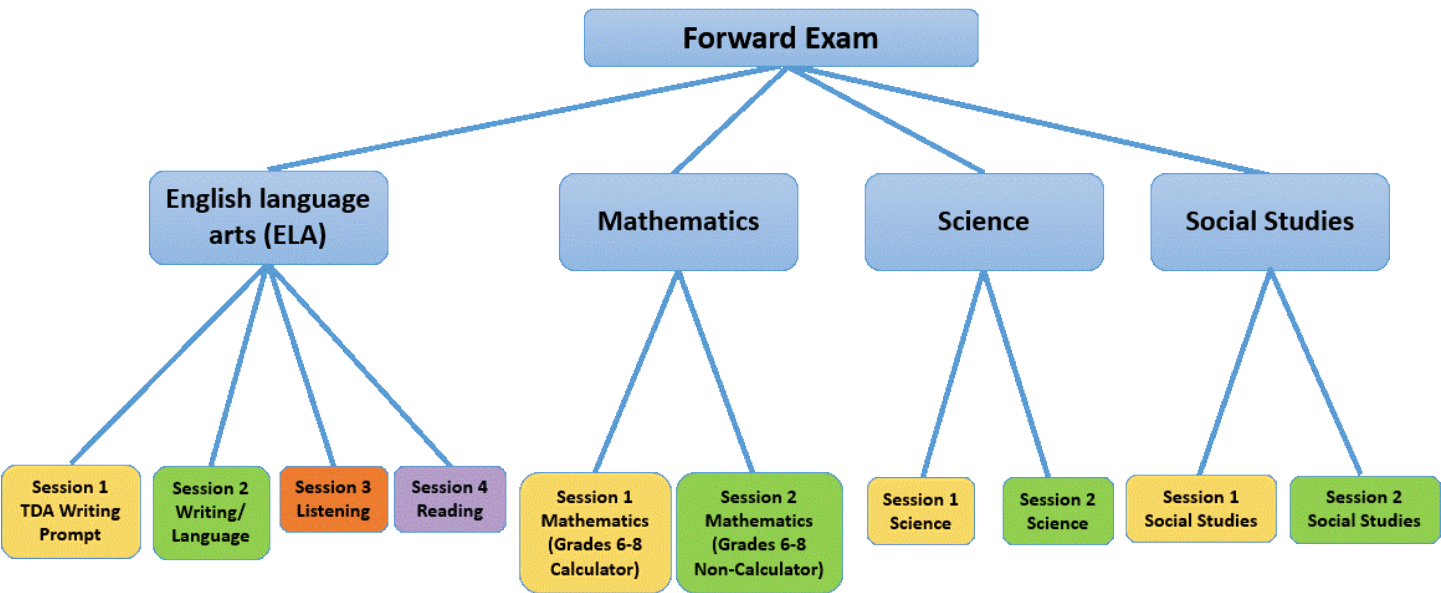 Forward Exam
English language
arts (ELA)
Mathematics
Science
Social Studies
Session 1
TDA Writing
Prompt
Session 2
Writing/
Language
Session 3
Listening
Session 4
Reading
Session 1
Mathematics
(Grades 6-8
Calculator)
Session 2
Mathematics
(Grades 6-8
Non-Calculator)
Session 1
Science
Session 2
Science
Session 1
Social Studies
Session 2
Social Studies